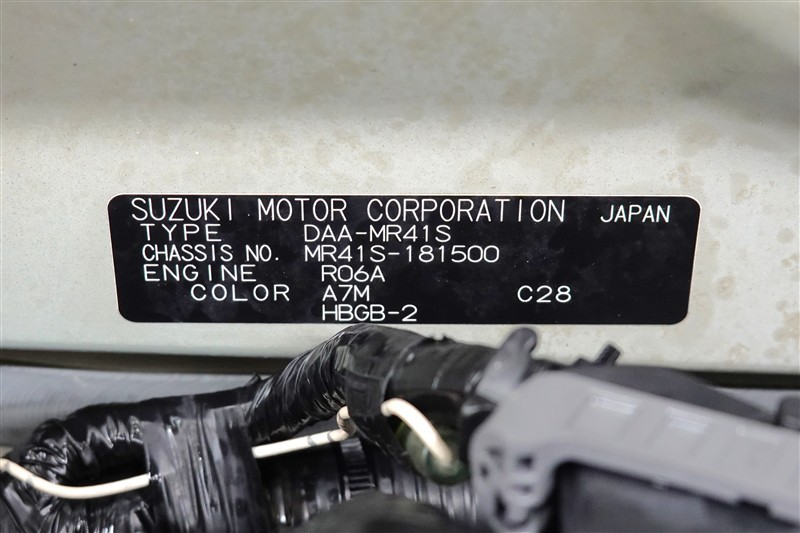 SUZUKI MOTOR CORPORATION JAPAN
TYPE DAA-MR41S
CHASSIS NO. MR41S-181500
ENGINE R06A
COLOR A7M C28
HBGB-2